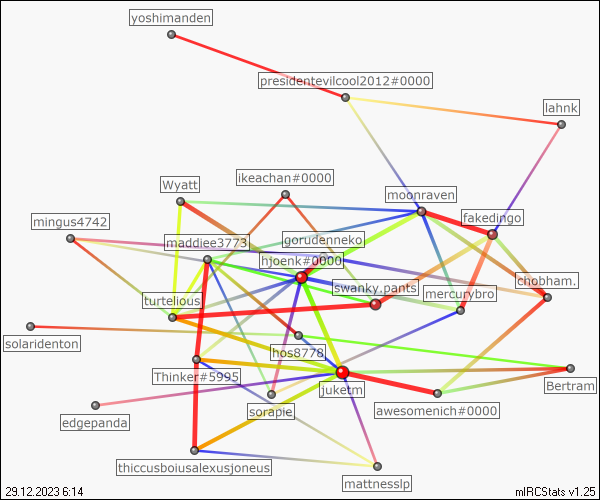 yoshimanden
presidentevilcool2012#0000
lahnk
ikeachan#0000
Wyatt
moonraven
mingus4742
fakedingo
maddiee3773
gorudenneko
hjoenk#0000
chobham.
swanky.pants
mercurybro
turtelious
solaridenton
hos8778
Thinker#5995
juketm
Bertram
sorapie
awesomenich#0000
edgepanda
thiccusboiusalexusjoneus
mattnesslp
29.12.2023 6:14
mIRCStats v1.25